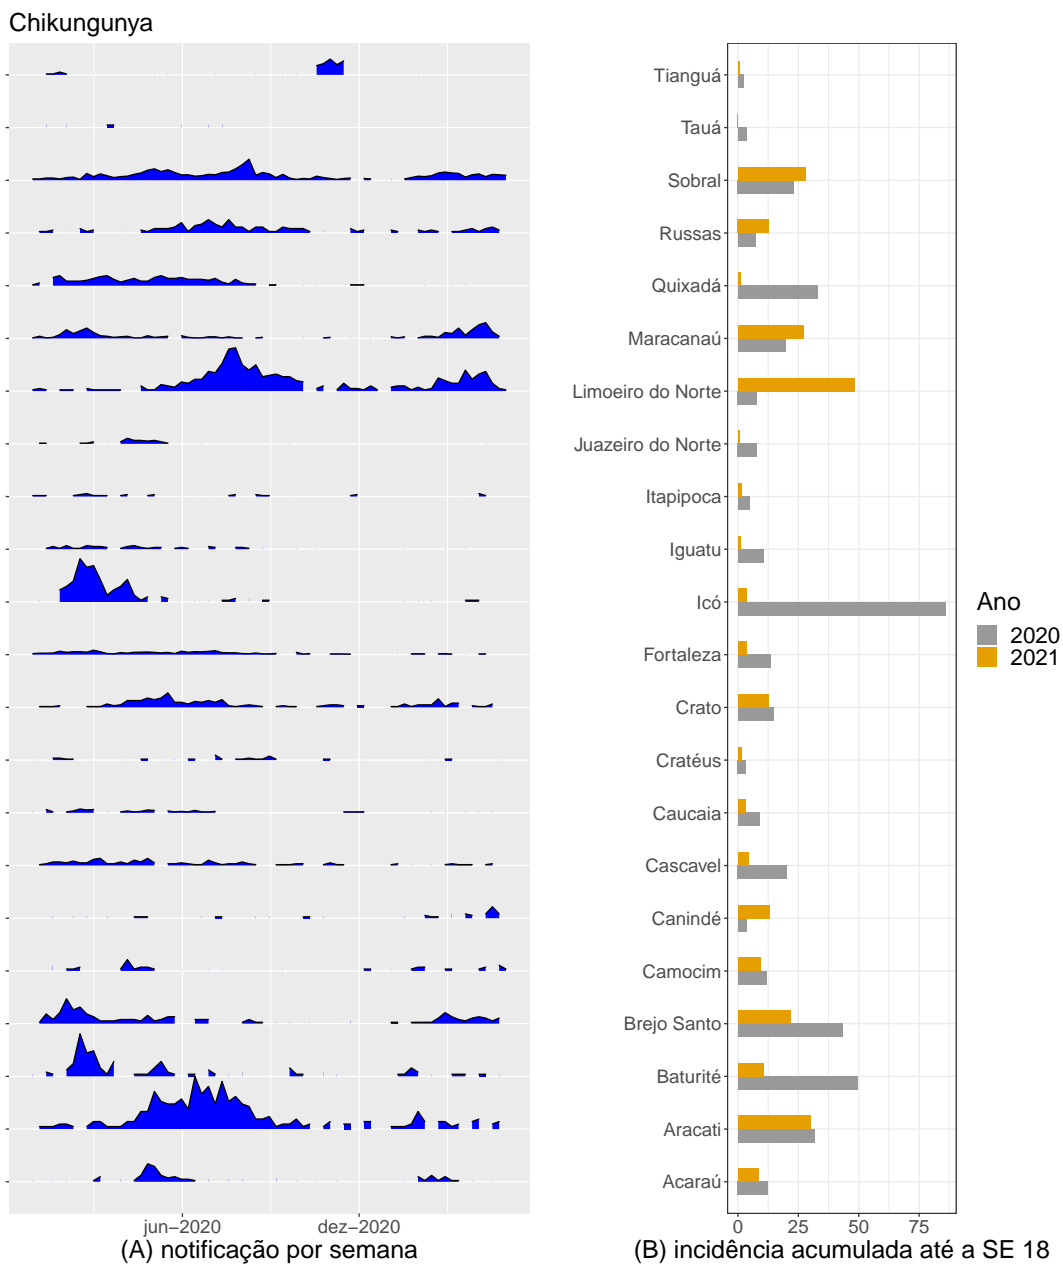 Chikungunya
Tianguá
Tauá
Sobral
Russas
Quixadá
Maracanaú
Limoeiro do Norte
Juazeiro do Norte
Itapipoca
Iguatu
Icó
Fortaleza
Crato
Cratéus
Caucaia
Cascavel
Canindé
Camocim
Brejo Santo
Baturité
Aracati
Acaraú
Ano
2020
2021
jun−2020 dez−2020
(A) notificação por semana
0 25 50 75
(B) incidência acumulada até a SE 18